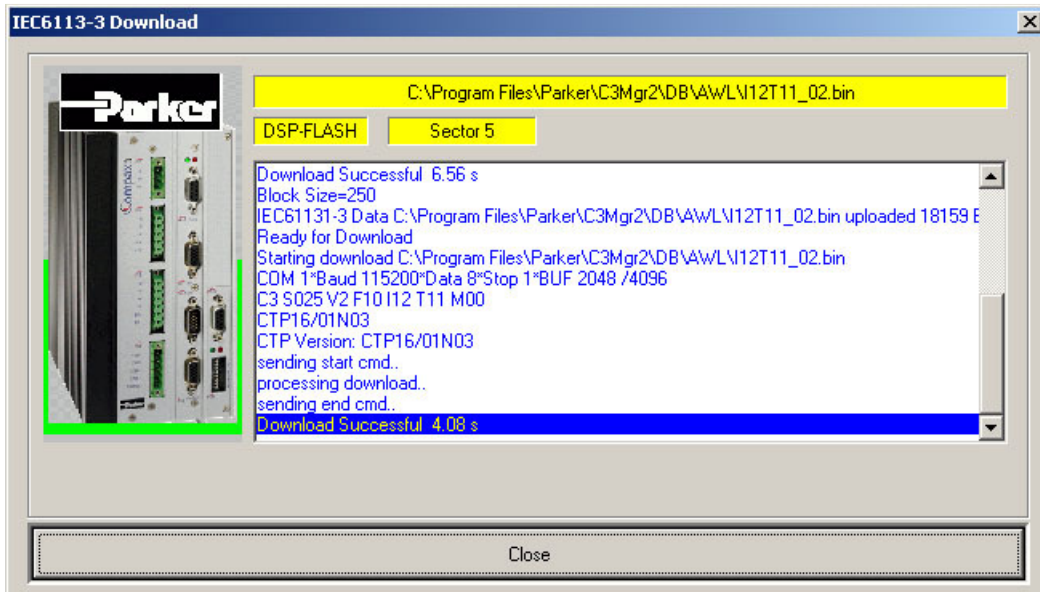 IEC6113-3 Download
Parker
Compax3
C:\Program Files\Parker\C3Mgr2\DB\AWL\I12T11_02.bin
DSP-FLASH
Sector 5
Download Successful 6.56 s
Block Size=250
IEC61131-3 Data C:\Program Files\Parker\C3Mgr2\DB\AWL\I12T11_02.bin uploaded 18159 E
Ready for Download
Starting download C:\Program Files\Parker\C3Mgr2\DB\AWL\I12T11_02.bin
COM 1*Baud 115200*Data 8*Stop 1*BUF 2048 /4096
C3 S025 V2 F10 I12 T11 M00
CTP16/01N03
CTP Version: CTP16/01N03
sending start cmd..
processing download..
sending end cmd..
Download Successful 4.08 s
Close